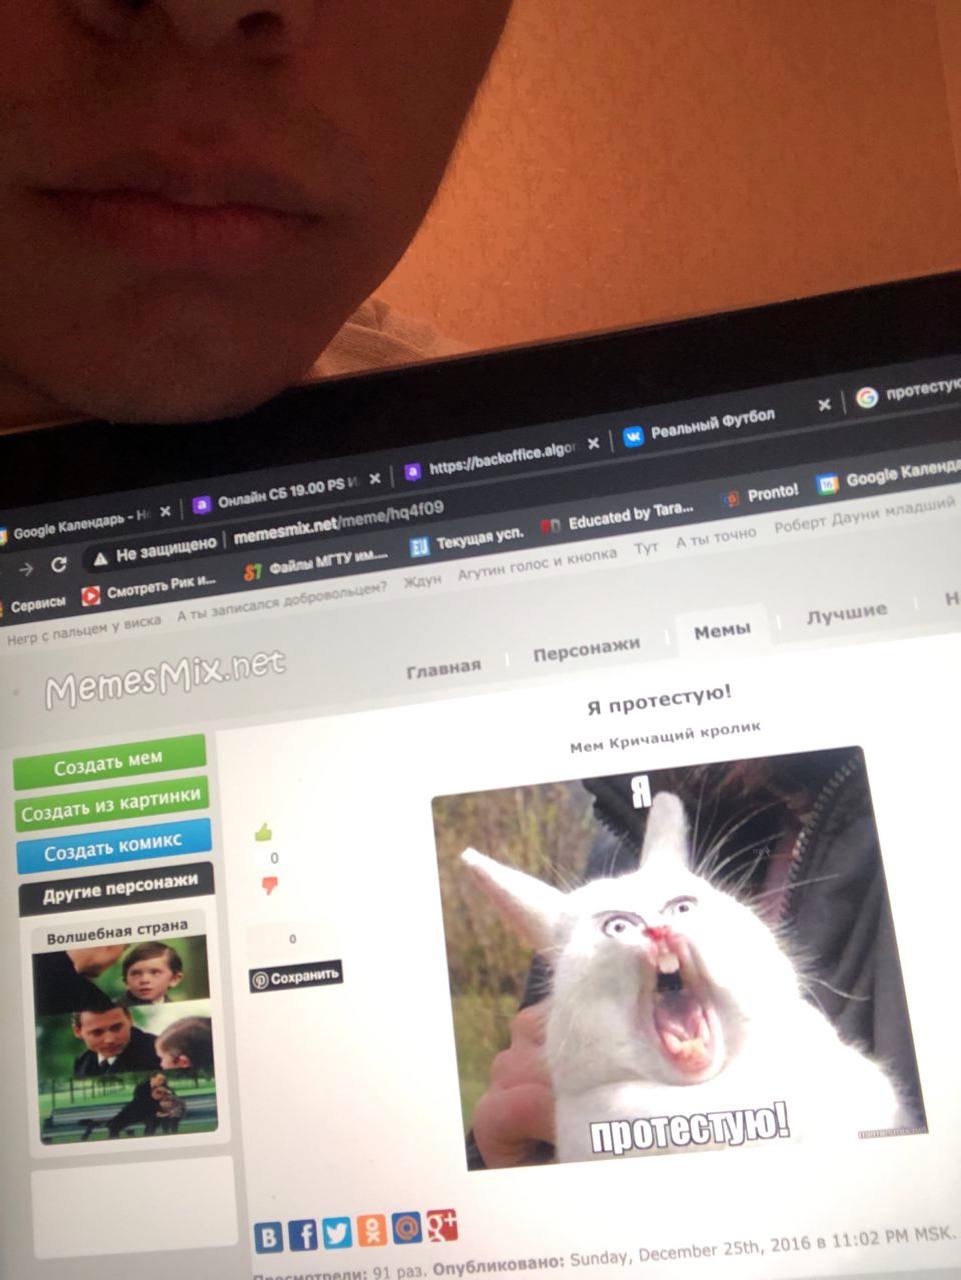 Google Календарь - Н
Онлайн СБ 19.00 PS И
https://backoffice.algo
Реальный Футбол
протестую
Не защищено | memesmix.net/meme/hq4f09
Сервисы
Смотреть Рик и...
Файлы МГТУ им....
Текущая усп.
Educated by Tara...
Pronto!
Google Календа
Негр с пальцем у виска А ты записался добровольцем? Ждун Агутин голос и кнопка Тут А ты точно Роберт Дауни младший
MemesMix.net
Главная Персонажи Мемы Лучшие Н
Я протестую!
Мем Кричащий кролик
Создать мем
Создать из картинки
Создать комикс
Другие персонажи
Волшебная страна
0
0
Сохранить
Я
протестую!
memesmix.net
Просмотрели: 91 раз. Опубликовано: Sunday, December 25th, 2016 в 11:02 PM MSK.